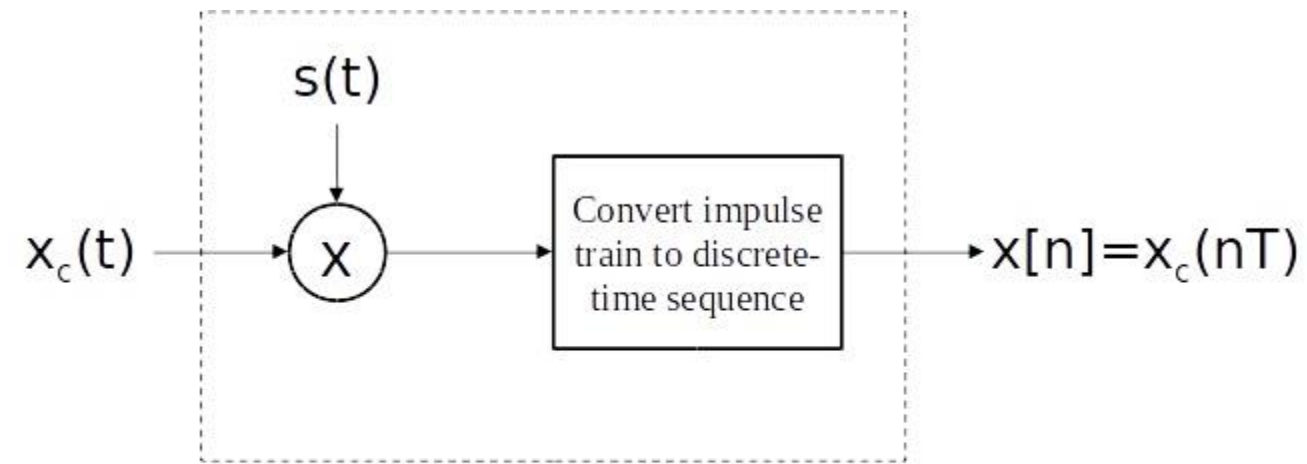 s(t)
x_c(t)
x
Convert impulse
train to discrete-
time sequence
x[n]=x_c(nT)